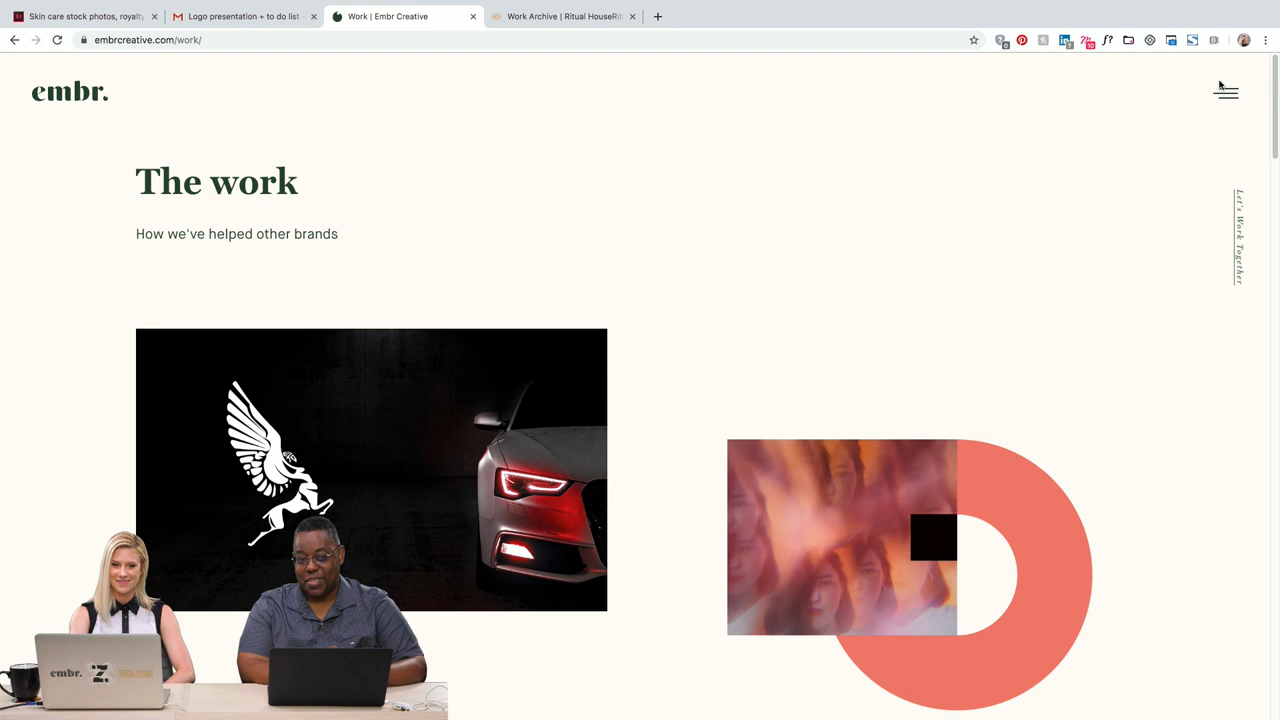 Skin care stock photos, royalty
Logo presentation + to do list -
Work | Embr Creative
Work Archive | Ritual HouseRit
embrcreative.com/work/
embr.
The work
How we've helped other brands
Let's Work Together
embr.
Z